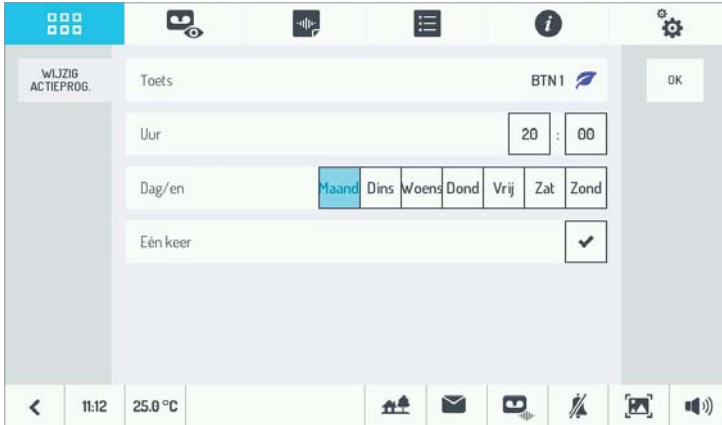 WIJZIG
ACTIEPROG.
Toets
BTN 1
OK
Uur
20 : 00
Dag/en
Maand Dins Woens Dond Vrij Zat Zond
Eén keer
11:12
25.0 °C